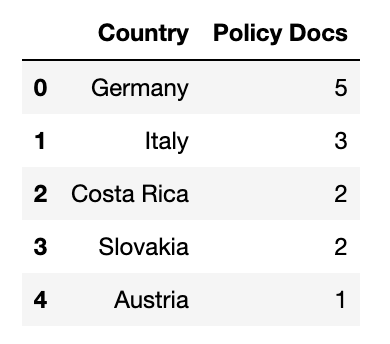 Country Policy Docs
0 Germany 5
1 Italy 3
2 Costa Rica 2
3 Slovakia 2
4 Austria 1